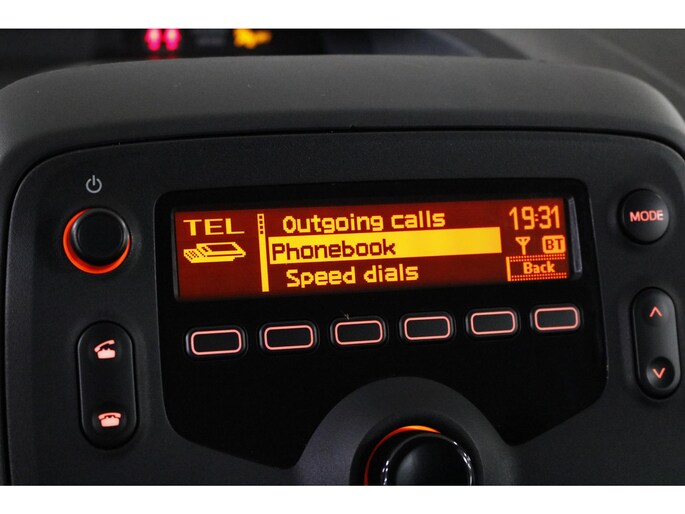 TEL
Outgoing calls
19:31
Phonebook
BT
Speed dials
Back
MODE